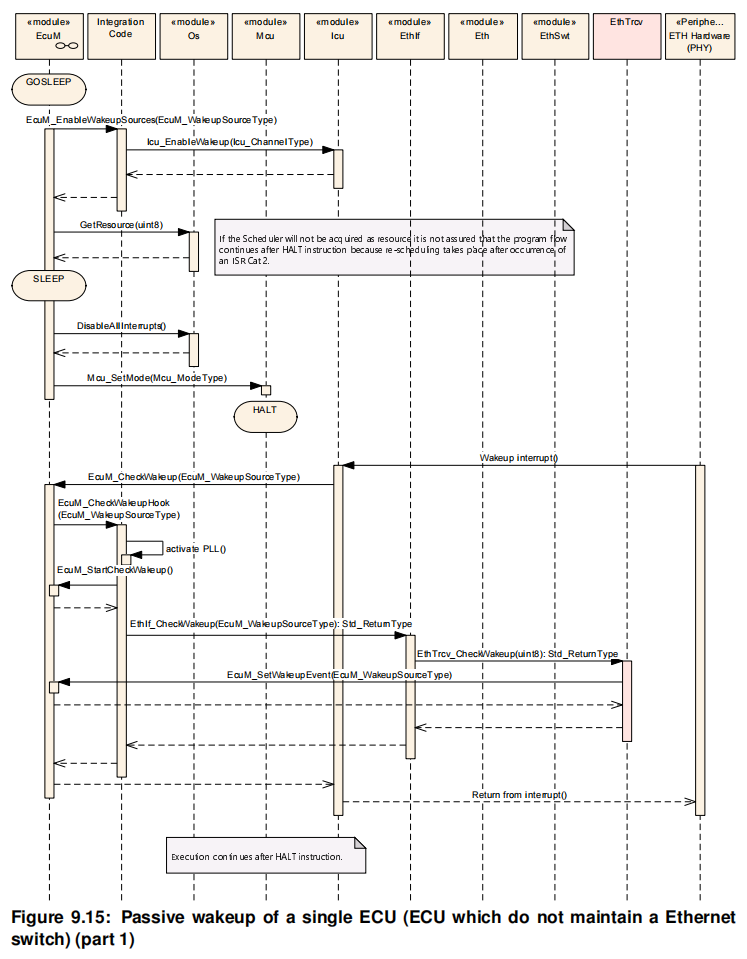 «module»
EcuM
Integration
Code
«module»
Os
«module»
Mcu
«module»
Icu
«module»
EthIf
«module»
Eth
«module»
EthSwt
EthTrcv
«Periphe...
ETH Hardware
(PHY)
GOSLEEP
EcuM_EnableWakeupSources(EcuM_WakeupSourceType)
Icu_EnableWakeup(Icu_ChannelType)
GetResource(uint8)
If the Scheduler will not be acquired as resource it is not assured that the program flow
continues after HALT instruction because re-scheduling takes place after occurrence of
an ISR Cat 2.
SLEEP
DisableAllInterrupts()
Mcu_SetMode(Mcu_ModeType)
HALT
Wakeup interrupt()
EcuM_CheckWakeup(EcuM_WakeupSourceType)
EcuM_CheckWakeupHook
(EcuM_WakeupSourceType)
activate PLL()
EcuM_StartCheckWakeup()
EthIf_CheckWakeup(EcuM_WakeupSourceType): Std_ReturnType
EthTrcv_CheckWakeup(uint8): Std_ReturnType
EcuM_SetWakeupEvent(EcuM_WakeupSourceType)
Return from interrupt()
Execution continues after HALT instruction.
Figure 9.15: Passive wakeup of a single ECU (ECU which do not maintain a Ethernet
switch) (part 1)